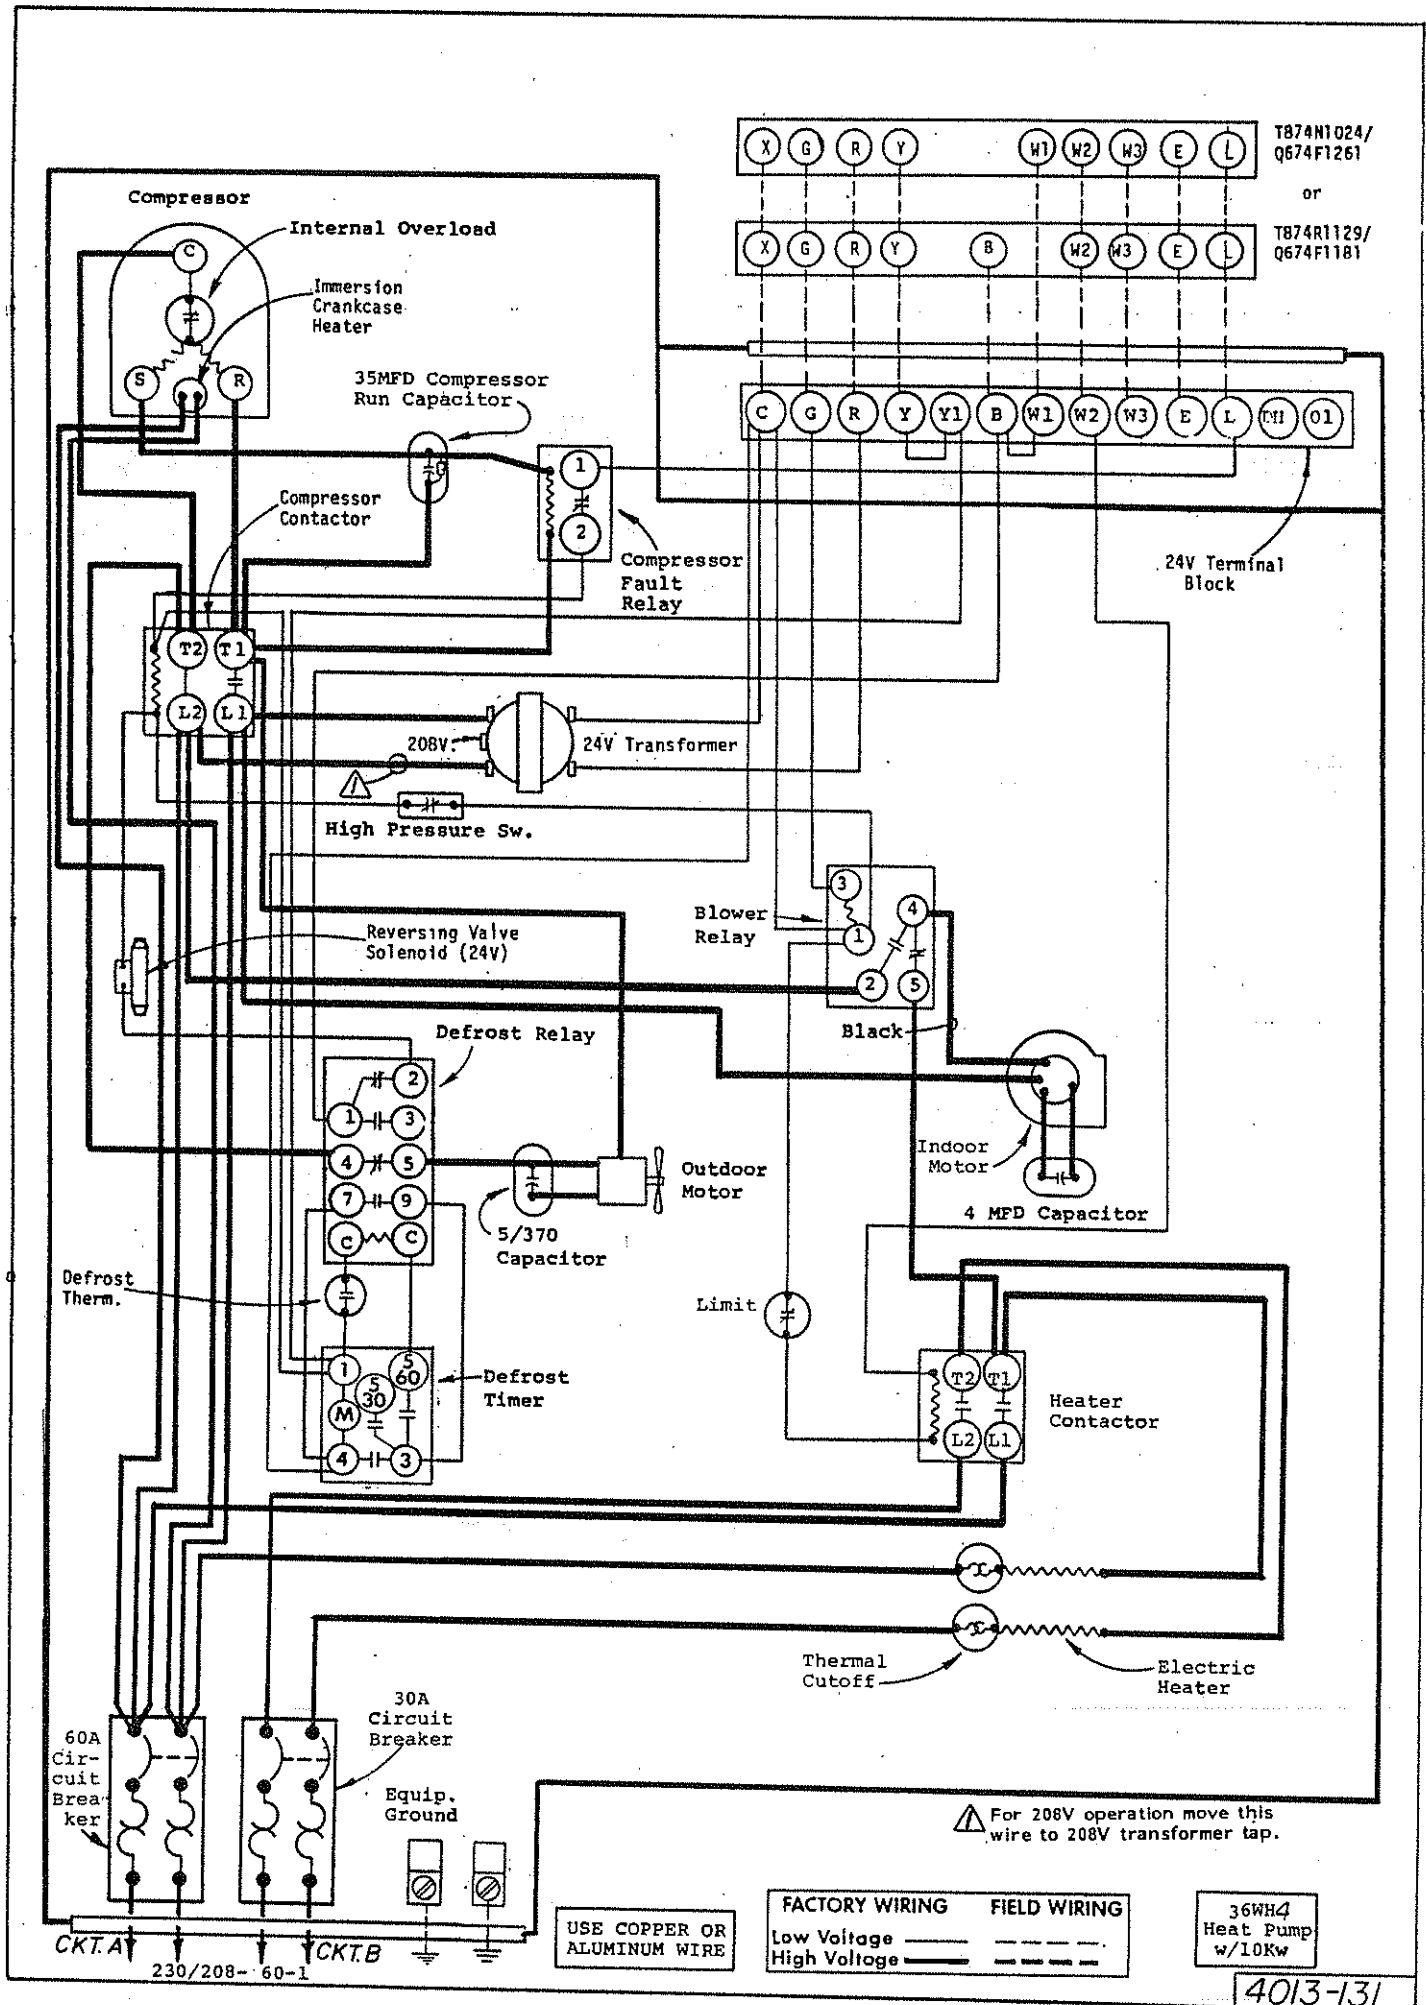 X G R Y W1 W2 W3 E L
T874N1024/
Q674F1261
or
X G R Y B W2 W3 E L
T874R1129/
Q674F1181
Compressor
Internal Overload
C
Immersion
Crankcase
Heater
S R
35MFD Compressor
Run Capacitor
C G R Y Y1 B W1 W2 W3 E L 01
1
2
Compressor
Contactor
Compressor
Fault
Relay
24V Terminal
Block
T2 T1
L2 L1
208V.
24V Transformer
High Pressure Sw.
3
4
1
2 5
Blower
Relay
Reversing Valve
Solenoid (24V)
Black
Defrost Relay
2
1 3
4 5
7 9
C C
Outdoor
Motor
Indoor
Motor
4 MFD Capacitor
5/370
Capacitor
Defrost
Therm.
Limit
1
5
30
5
60
M
4 3
Defrost
Timer
T2 T1
L2 L1
Heater
Contactor
Thermal
Cutoff
Electric
Heater
60A
Cir-
cuit
Brea
ker
30A
Circuit
Breaker
Equip.
Ground
1 For 208V operation move this
wire to 208V transformer tap.
CKT. A
CKT. B
230/208- 60-1
USE COPPER OR
ALUMINUM WIRE
FACTORY WIRING FIELD WIRING
Low Voltage
High Voltage
36WH4
Heat Pump
w/10Kw
4013-131